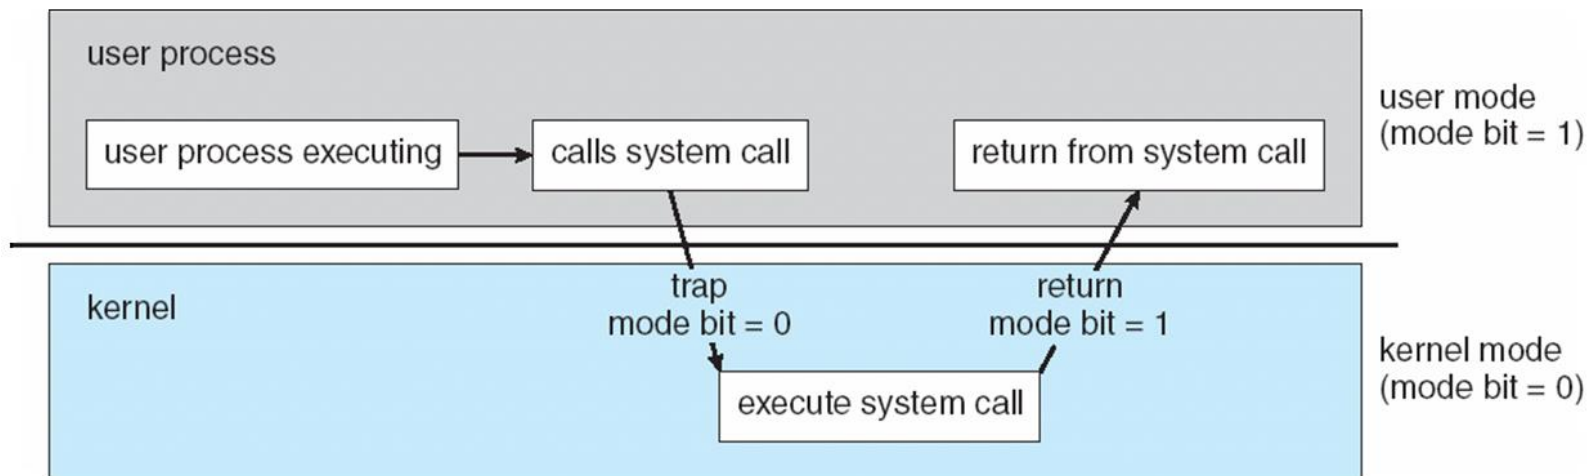 user process
user process executing
calls system call
return from system call
user mode
(mode bit = 1)
trap
mode bit = 0
return
mode bit = 1
kernel
execute system call
kernel mode
(mode bit = 0)